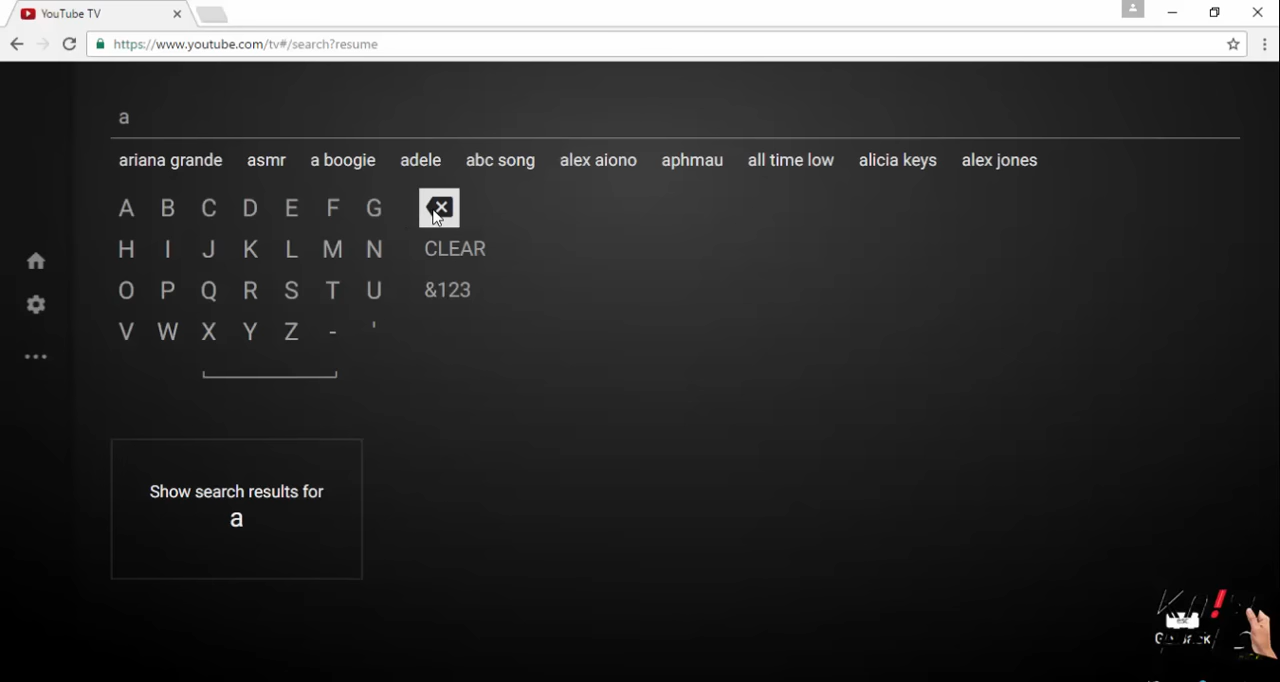 YouTube TV
https://www.youtube.com/tv#/search?resume
a
ariana grande asmr a boogie adele abc song alex aiono aphmau all time low alicia keys alex jones
A B C D E F G
H I J K L M N CLEAR
O P Q R S T U &123
V W X Y Z - '
Show search results for
a